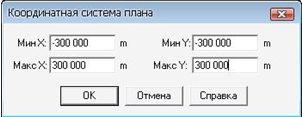 Координатная система плана
Мин X: -300 000 m Мин Y: -300 000 m
Макс X: 300 000 m Макс Y: 300 000 m
OK Отмена Справка